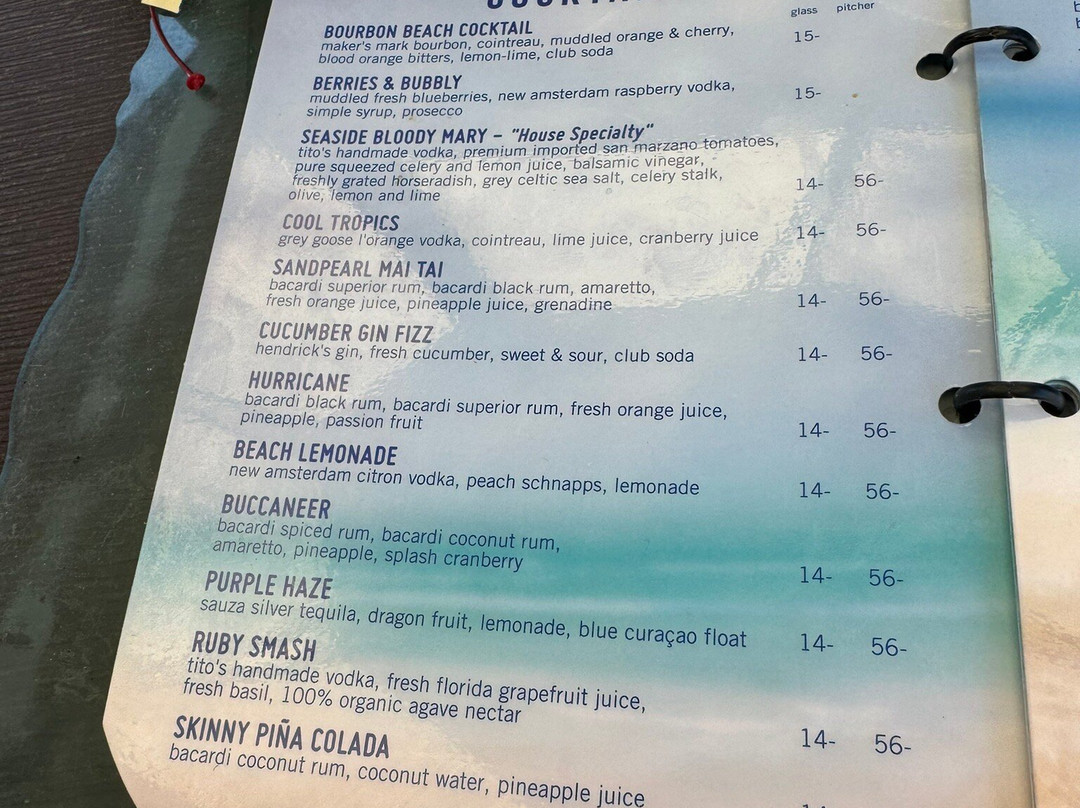 glass pitcher
BOURBON BEACH COCKTAIL
maker's mark bourbon, cointreau, muddled orange & cherry,
blood orange bitters, lemon-lime, club soda
15-
BERRIES & BUBBLY
muddled fresh blueberries, new amsterdam raspberry vodka,
simple syrup, prosecco
15-
SEASIDE BLOODY MARY – "House Specialty"
tito's handmade vodka, premium imported san marzano tomatoes,
pure squeezed celery and lemon juice, balsamic vinegar,
freshly grated horseradish, grey celtic sea salt, celery stalk,
olive, lemon and lime
14- 56-
COOL TROPICS
grey goose l'orange vodka, cointreau, lime juice, cranberry juice 14- 56-
SANDPEARL MAI TAI
bacardi superior rum, bacardi black rum, amaretto,
fresh orange juice, pineapple juice, grenadine 14- 56-
CUCUMBER GIN FIZZ
hendrick's gin, fresh cucumber, sweet & sour, club soda 14- 56-
HURRICANE
bacardi black rum, bacardi superior rum, fresh orange juice,
pineapple, passion fruit 14- 56-
BEACH LEMONADE
new amsterdam citron vodka, peach schnapps, lemonade 14- 56-
BUCCANEER
bacardi spiced rum, bacardi coconut rum,
amaretto, pineapple, splash cranberry 14- 56-
PURPLE HAZE
sauza silver tequila, dragon fruit, lemonade, blue curaçao float 14- 56-
RUBY SMASH
tito's handmade vodka, fresh florida grapefruit juice,
fresh basil, 100% organic agave nectar 14- 56-
SKINNY PIÑA COLADA
bacardi coconut rum, coconut water, pineapple juice